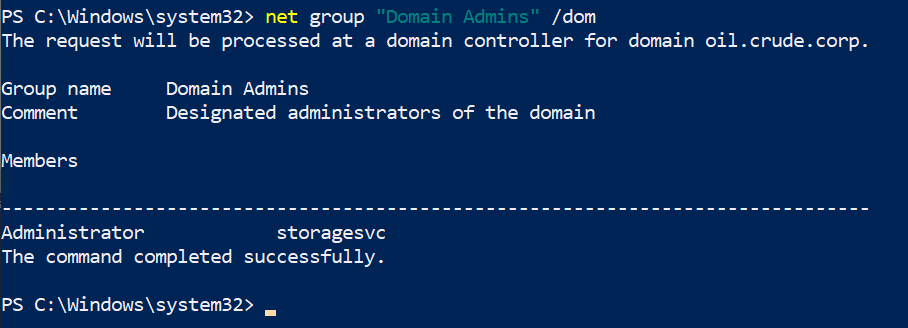 PS C:\Windows\system32> net group "Domain Admins" /dom
The request will be processed at a domain controller for domain oil.crude.corp.
Group name     Domain Admins
Comment        Designated administrators of the domain
Members
-------------------------------------------------------------------------------
Administrator            storagesvc
The command completed successfully.
PS C:\Windows\system32>